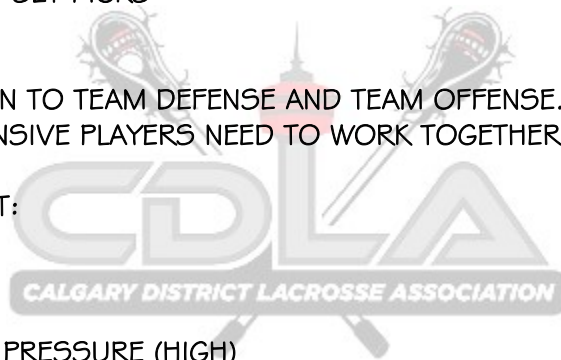 N TO TEAM DEFENSE AND TEAM OFFENSE.
NSIVE PLAYERS NEED TO WORK TOGETHER
T:
CDLA
CALGARY DISTRICT LACROSSE ASSOCIATION
PRESSURE (HIGH)